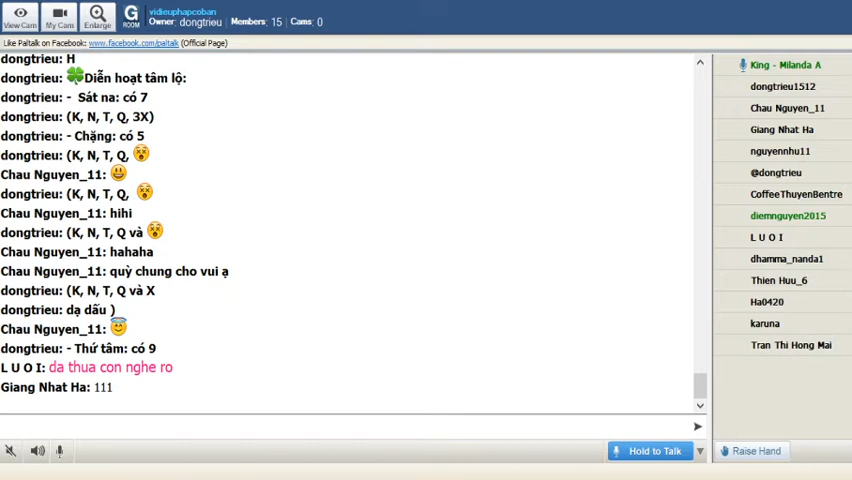 View Cam
My Cam
Enlarge
G
ROOM
vidieuphapcoban
Owner: dongtrieu Members: 15 Cams: 0
Like Paltalk on Facebook: www.facebook.com/paltalk (Official Page)
dongtrieu: H
dongtrieu: Diễn hoạt tâm lộ:
dongtrieu: - Sát na: có 7
dongtrieu: (K, N, T, Q, 3X)
dongtrieu: - Chặng: có 5
dongtrieu: (K, N, T, Q,
Chau Nguyen_11:
dongtrieu: (K, N, T, Q,
Chau Nguyen_11: hihi
dongtrieu: (K, N, T, Q và
Chau Nguyen_11: hahaha
Chau Nguyen_11: quỳ chung cho vui ạ
dongtrieu: (K, N, T, Q và X
dongtrieu: dạ dấu )
Chau Nguyen_11:
dongtrieu: - Thứ tâm: có 9
L U O I: da thua con nghe ro
Giang Nhat Ha: 111
King - Milanda A
dongtrieu1512
Chau Nguyen_11
Giang Nhat Ha
nguyennhu11
@dongtrieu
CoffeeThuyenBentre
diemnguyen2015
L U O I
dhamma_nanda1
Thien Huu_6
Ha0420
karuna
Tran Thi Hong Mai
Hold to Talk
Raise Hand